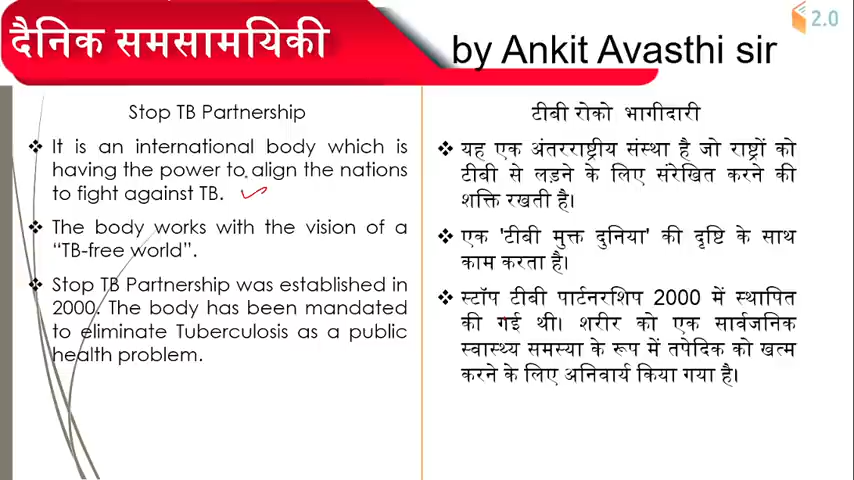 दैनिक समसामयिकी
by Ankit Avasthi sir
2.0
Stop TB Partnership
❖ It is an international body which is
having the power to align the nations
to fight against TB.
❖ The body works with the vision of a
“TB-free world”.
❖ Stop TB Partnership was established in
2000. The body has been mandated
to eliminate Tuberculosis as a public
health problem.
टीबी रोको भागीदारी
❖ यह एक अंतरराष्ट्रीय संस्था है जो राष्ट्रों को
टीबी से लड़ने के लिए संरेखित करने की
शक्ति रखती है।
❖ एक 'टीबी मुक्त दुनिया' की दृष्टि के साथ
काम करता है।
❖ स्टॉप टीबी पार्टनरशिप 2000 में स्थापित
की गई थी। शरीर को एक सार्वजनिक
स्वास्थ्य समस्या के रूप में तपेदिक को खत्म
करने के लिए अनिवार्य किया गया है।